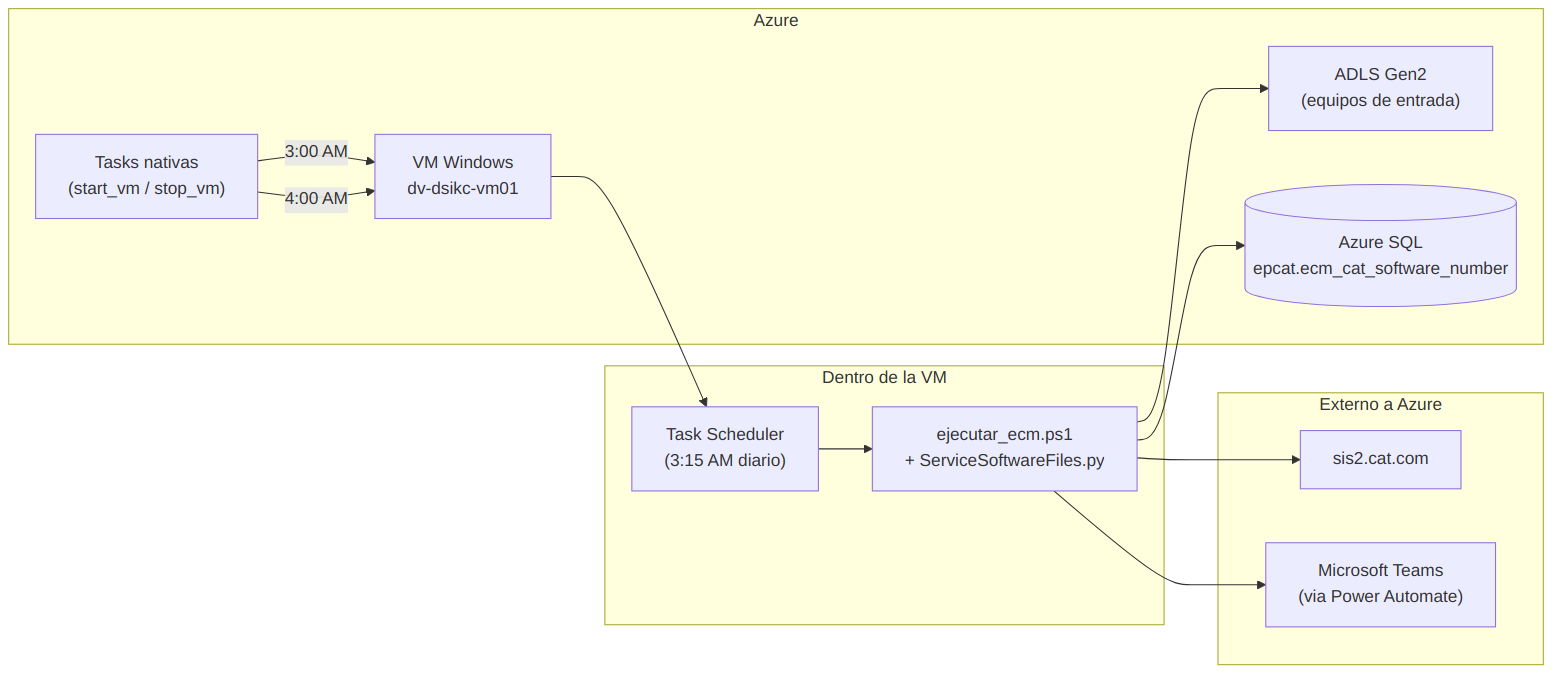 Azure
Tasks nativas
(start_vm / stop_vm)
3:00 AM
4:00 AM
VM Windows
dv-dsikc-vm01
ADLS Gen2
(equipos de entrada)
Azure SQL
epcat.ecm_cat_software_number
Dentro de la VM
Task Scheduler
(3:15 AM diario)
ejecutar_ecm.ps1
+ ServiceSoftwareFiles.py
Externo a Azure
sis2.cat.com
Microsoft Teams
(via Power Automate)